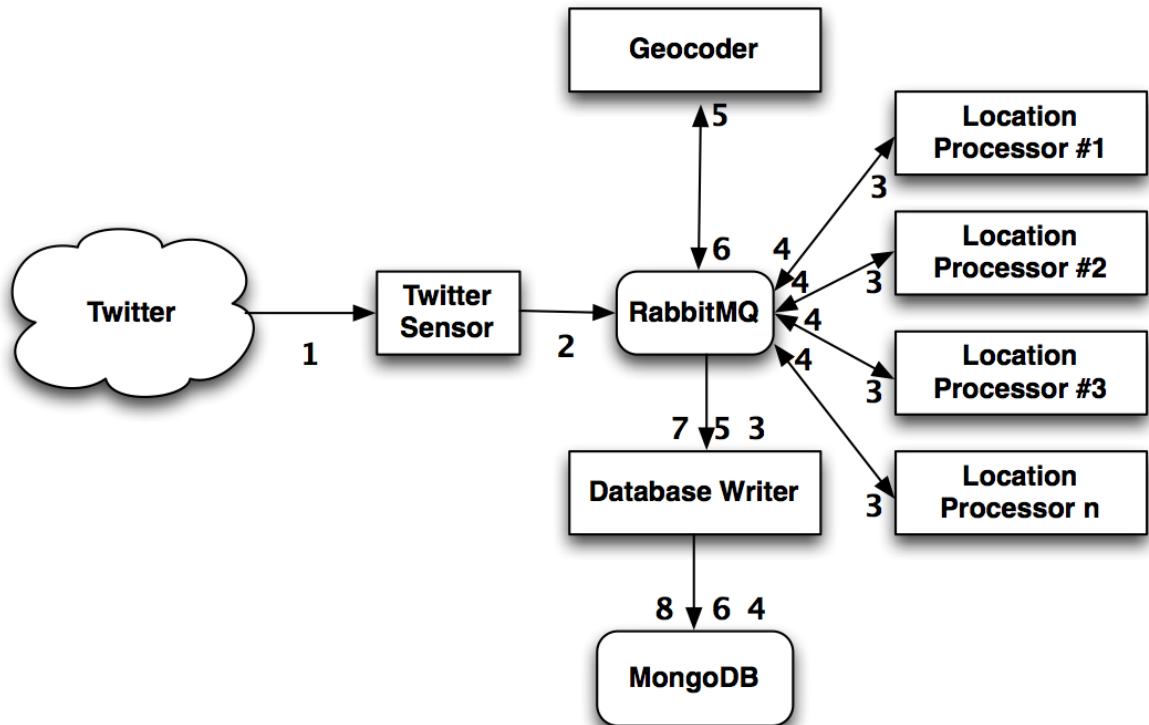 Geocoder
5
Location
Processor #1
3
6
4
Location
Processor #2
4
3
Twitter
Twitter
Sensor
RabbitMQ
1
2
4
Location
Processor #3
4
3
7 5 3
Database Writer
Location
Processor n
3
8 6 4
MongoDB